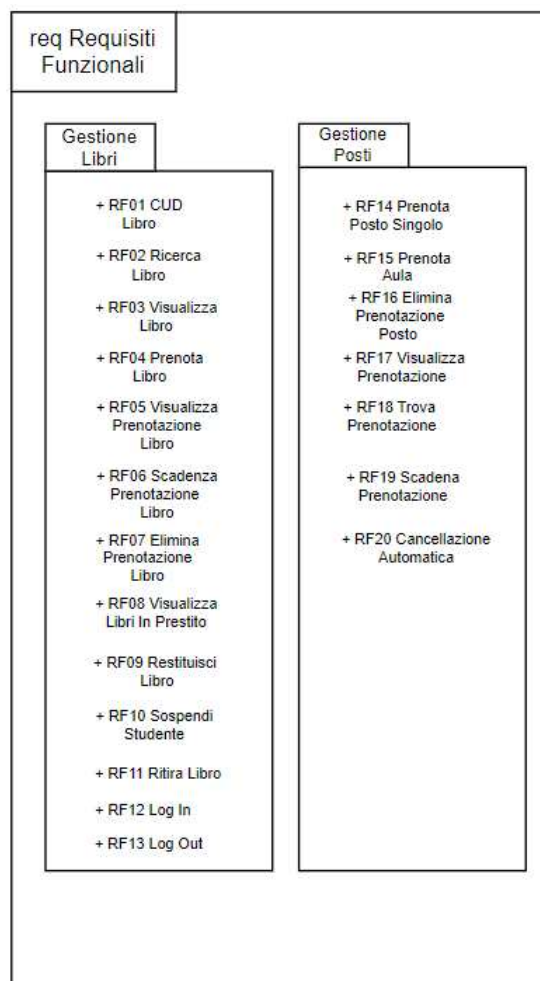 req Requisiti
Funzionali
Gestione
Libri
+ RF01 CUD
Libro
+ RF02 Ricerca
Libro
+ RF03 Visualizza
Libro
+ RF04 Prenota
Libro
+ RF05 Visualizza
Prenotazione
Libro
+ RF06 Scadenza
Prenotazione
Libro
+ RF07 Elimina
Prenotazione
Libro
+ RF08 Visualizza
Libri In Prestito
+ RF09 Restituisci
Libro
+ RF10 Sospendi
Studente
+ RF11 Ritira Libro
+ RF12 Log In
+ RF13 Log Out
Gestione
Posti
+ RF14 Prenota
Posto Singolo
+ RF15 Prenota
Aula
+ RF16 Elimina
Prenotazione
Posto
+ RF17 Visualizza
Prenotazione
+ RF18 Trova
Prenotazione
+ RF19 Scadena
Prenotazione
+ RF20 Cancellazione
Automatica